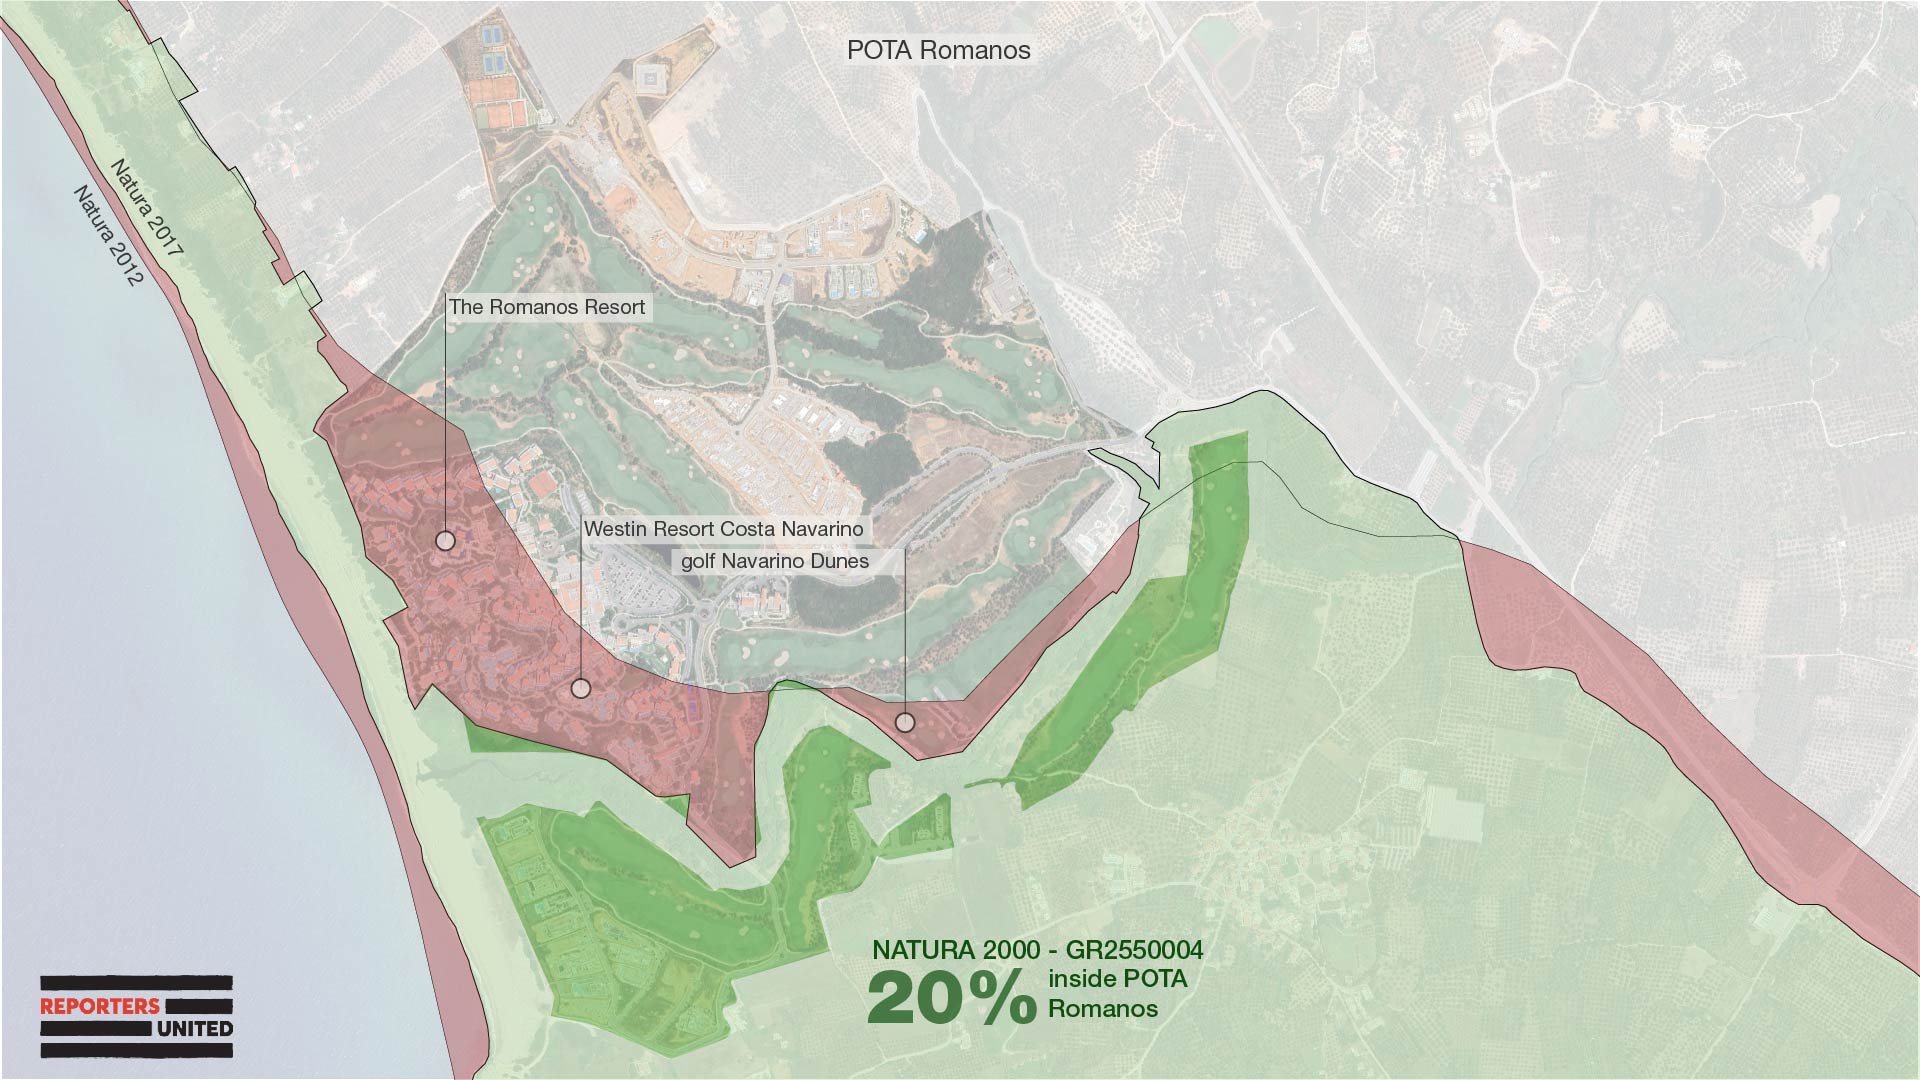 POTA Romanos
Natura 2017
Natura 2012
The Romanos Resort
Westin Resort Costa Navarino
golf Navarino Dunes
NATURA 2000 - GR2550004
20% inside POTA
Romanos
REPORTERS
UNITED